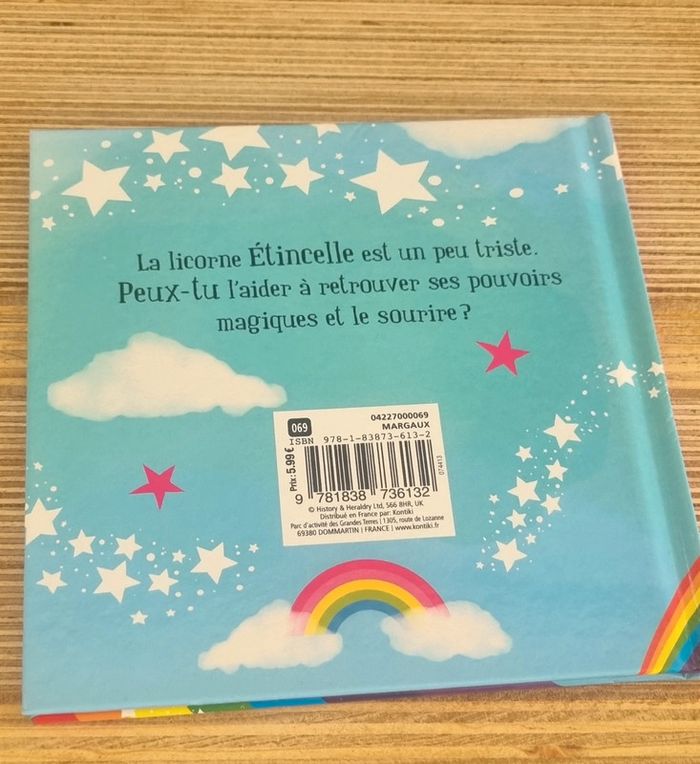 La licorne Étincelle est un peu triste.
Peux-tu l'aider à retrouver ses pouvoirs
magiques et le sourire ?
069
04227000069
MARGAUX
ISBN 978-1-83873-613-2
Prix: 5.99 €
9 781838 736132
074413
© History & Heraldry Ltd, S66 8HR, UK
Distribué en France par: Kontiki
Parc d'activité des Grandes Terres | 1305, route de Lozanne
69380 DOMMARTIN | FRANCE | www.kontiki.fr